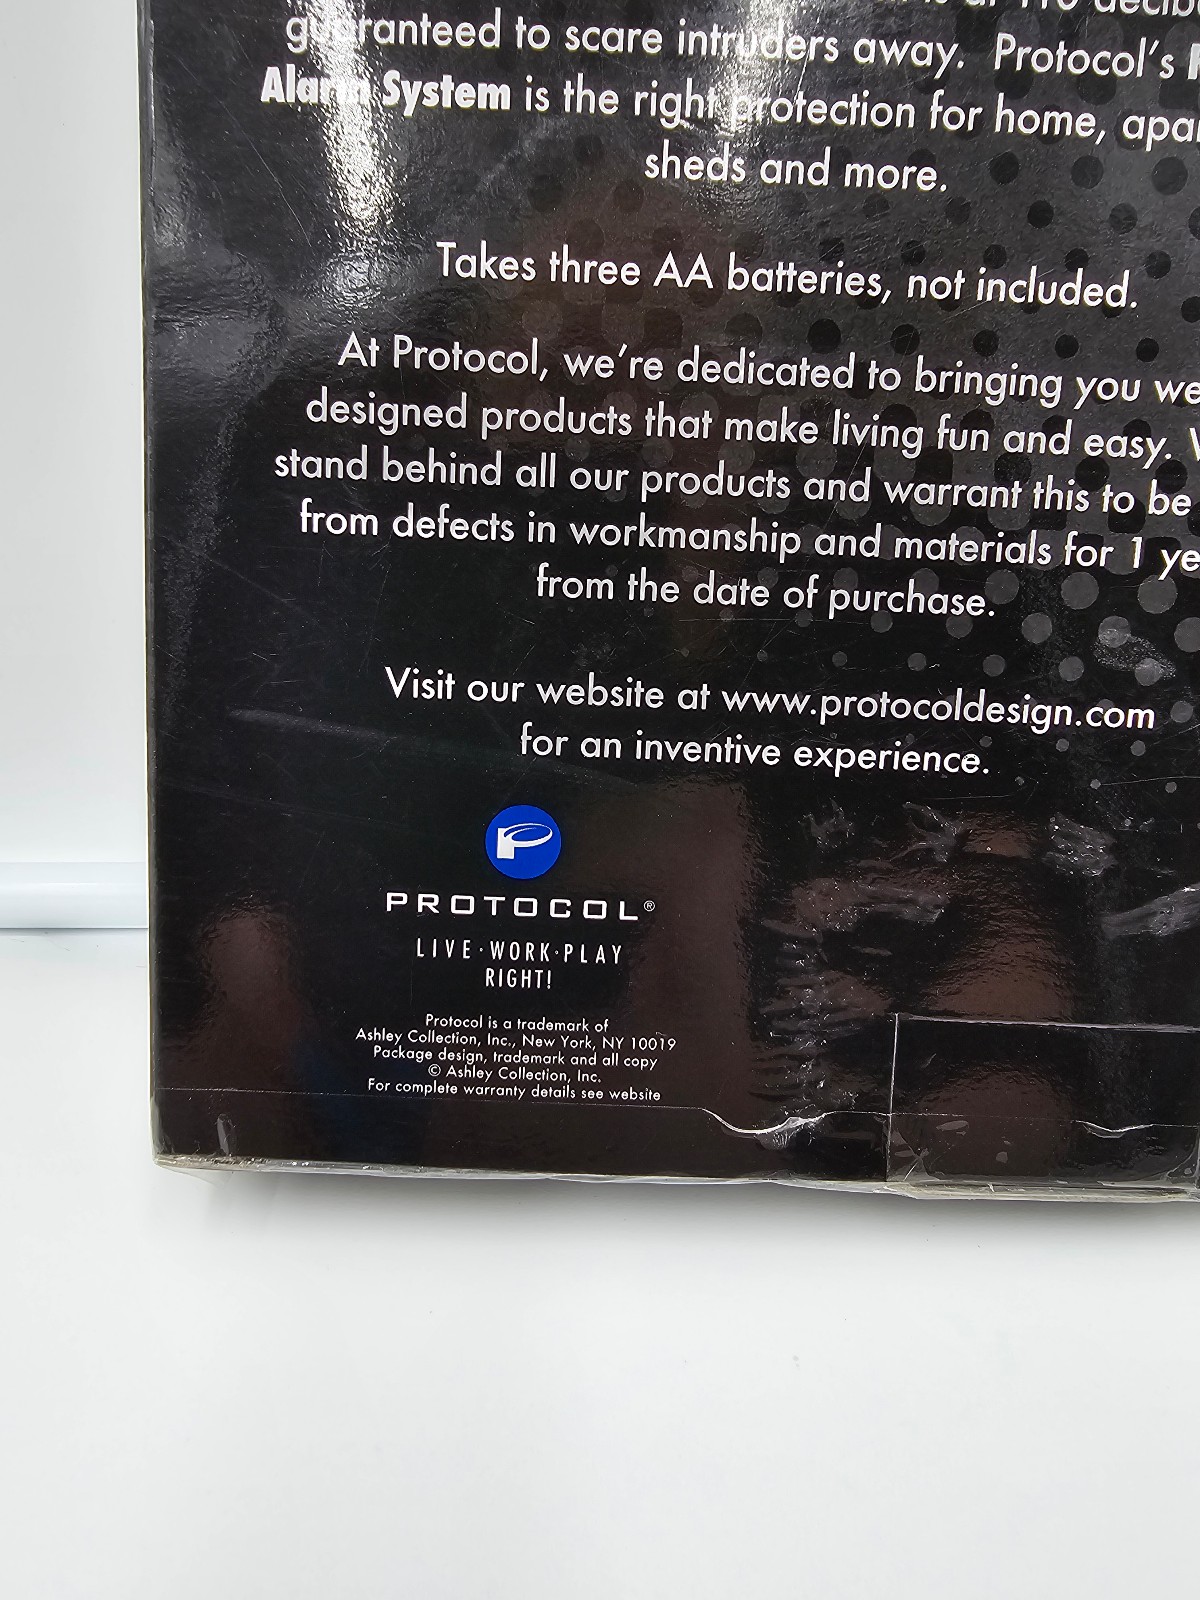 guaranteed to scare intruders away. Protocol's
Alarm System is the right protection for home,
sheds and more.
Takes three AA batteries, not included.
At Protocol, we're dedicated to bringing you
designed products that make living fun and easy.
stand behind all our products and warrant this to be
from defects in workmanship and materials for 1
from the date of purchase.
Visit our website at www.protocoldesign.com
for an inventive experience.
PROTOCOL®
LIVE·WORK·PLAY
RIGHT!
Protocol is a trademark of
Ashley Collection, Inc., New York, NY 10019
Package design, trademark and all copy
© Ashley Collection, Inc.
For complete warranty details see website